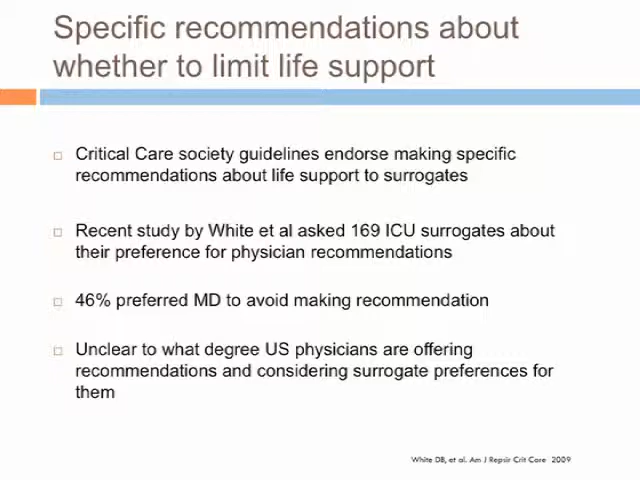 Specific recommendations about
whether to limit life support
Critical Care society guidelines endorse making specific
recommendations about life support to surrogates
Recent study by White et al asked 169 ICU surrogates about
their preference for physician recommendations
46% preferred MD to avoid making recommendation
Unclear to what degree US physicians are offering
recommendations and considering surrogate preferences for
them
White DB, et al. Am J Repsir Crit Care 2009